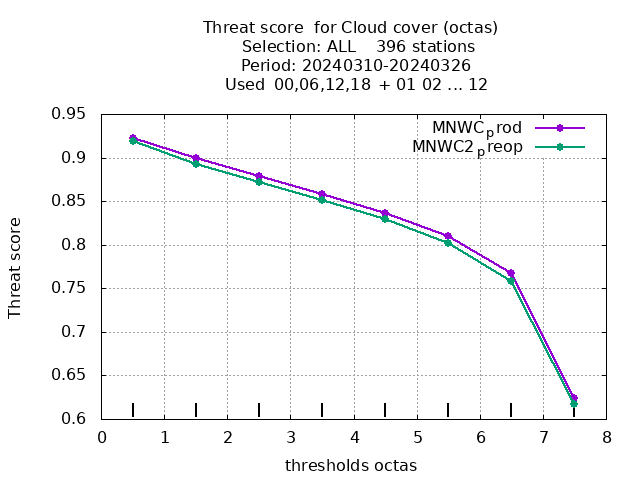 Threat score  for Cloud cover (octas)
Selection: ALL    396 stations
Period: 20240310-20240326
Used  00,06,12,18  + 01 02 ... 12
0.95
0.9
0.85
0.8
0.75
0.7
0.65
0.6
Threat score
MNWC_prod
MNWC2_preop
0 1 2 3 4 5 6 7 8
thresholds octas